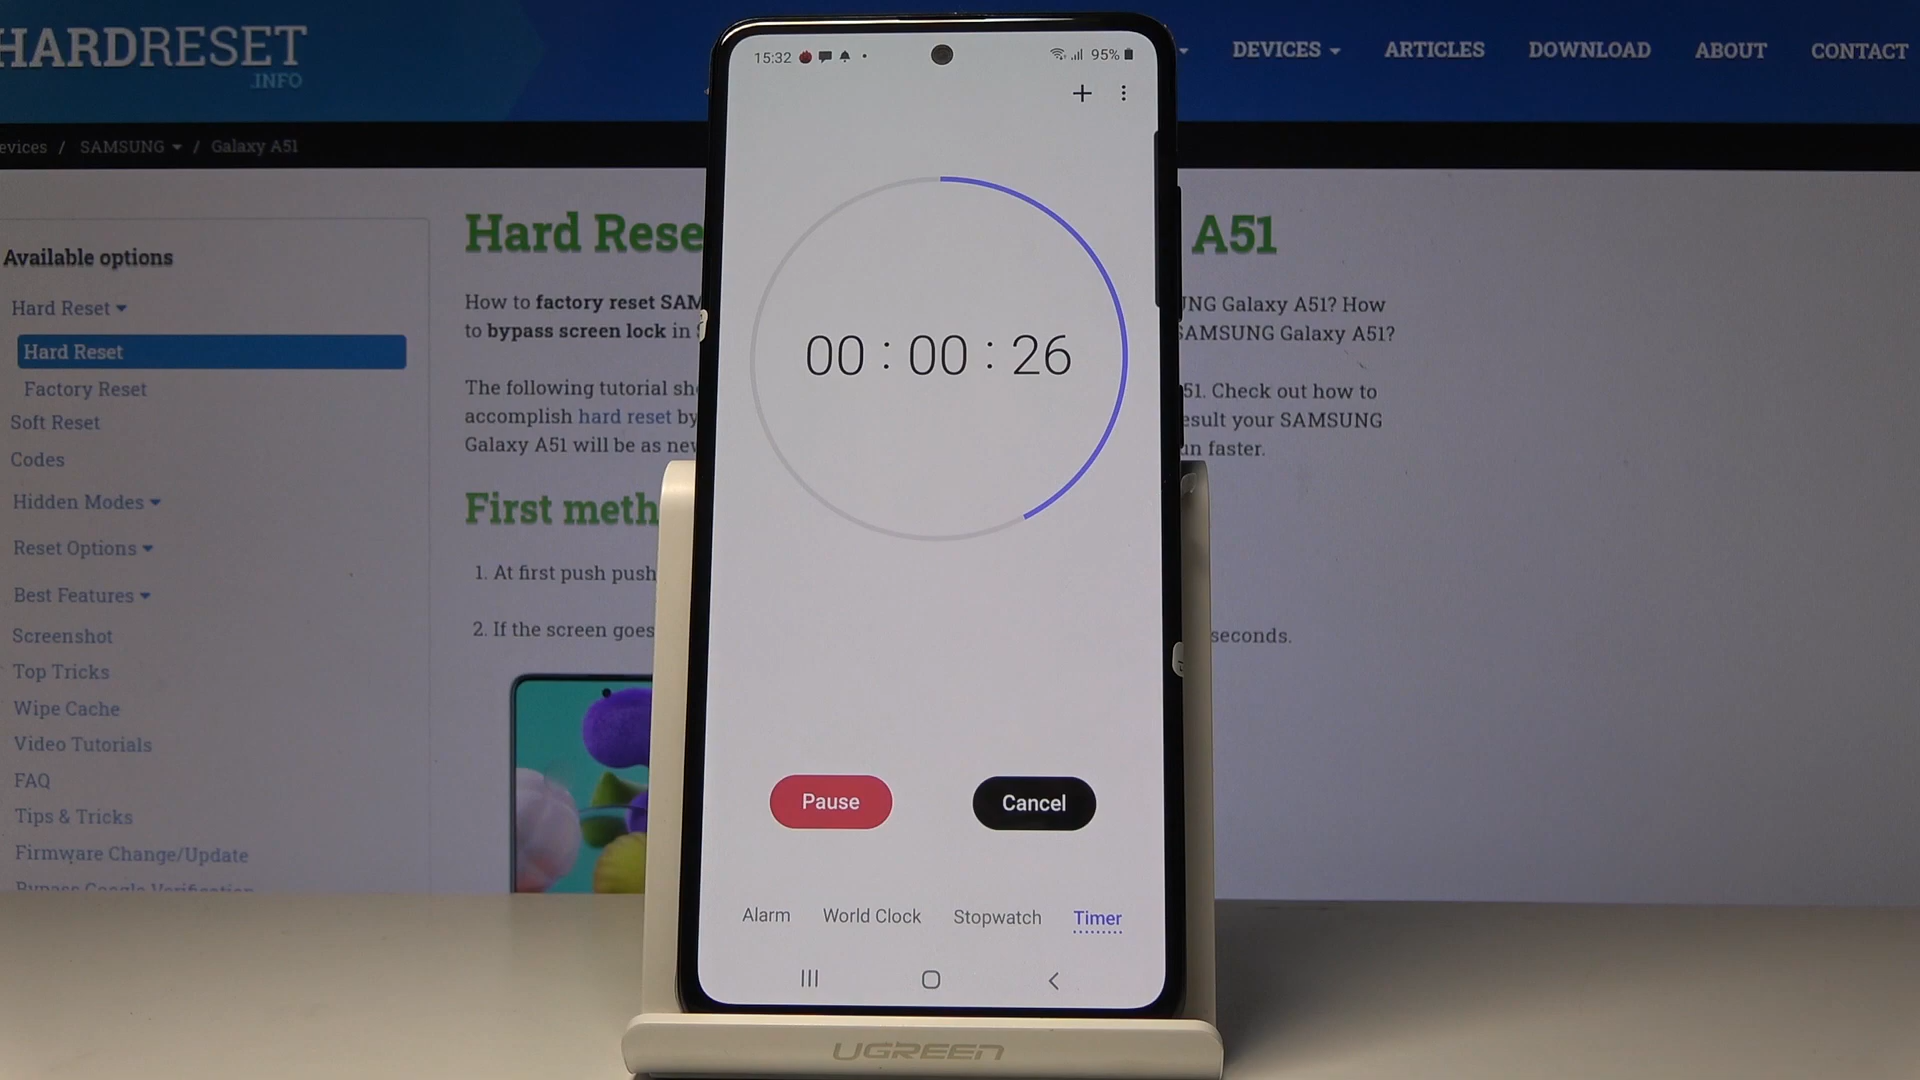 HARDRESET
.INFO
DEVICES
ARTICLES
DOWNLOAD
ABOUT
CONTACT
/ SAMSUNG / Galaxy A51
Available options
Hard Reset
Hard Reset
Factory Reset
Soft Reset
Codes
Hidden Modes
Reset Options
Best Features
Screenshot
Top Tricks
Wipe Cache
Video Tutorials
FAQ
Tips & Tricks
Firmware Change/Update
Hard Rese
A51
How to factory reset SAM
NG Galaxy A51? How
to bypass screen lock in
SAMSUNG Galaxy A51?
The following tutorial sh
51. Check out how to
accomplish hard reset by
esult your SAMSUNG
Galaxy A51 will be as new
un faster.
First meth
1. At first push push
2. If the screen goes
seconds.
15:32
95%
+
00 : 00 : 26
Pause
Cancel
Alarm
World Clock
Stopwatch
Timer
UGREEN